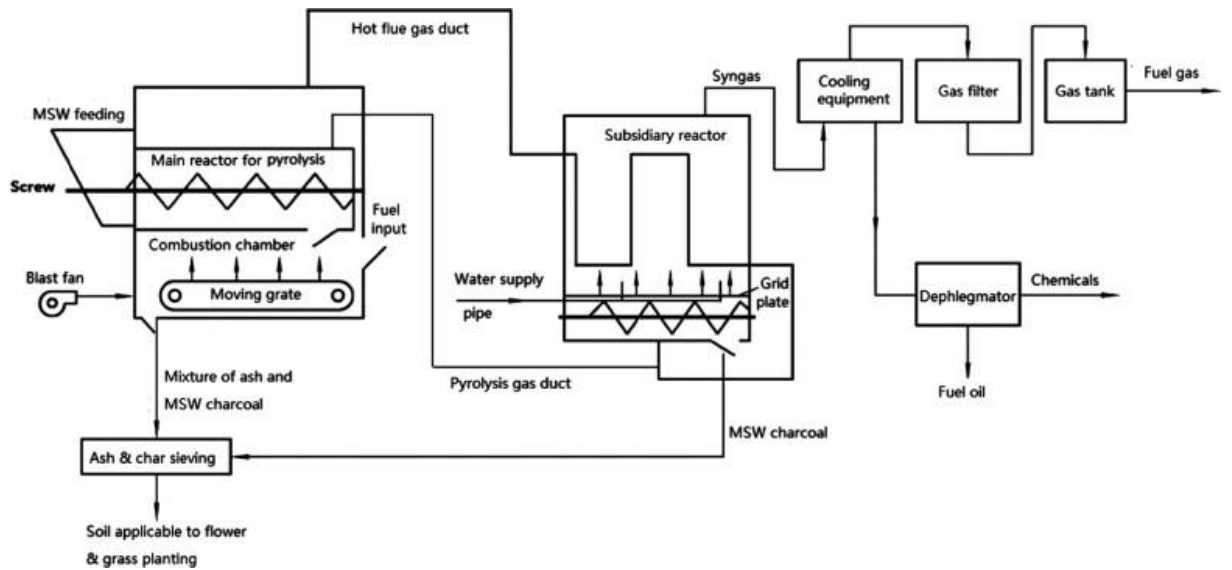 Hot flue gas duct
Syngas
Cooling
equipment
Gas filter
Gas tank
Fuel gas
MSW feeding
Main reactor for pyrolysis
Subsidiary reactor
Screw
Fuel
input
Combustion chamber
Blast fan
Moving grate
Water supply
pipe
Grid
plate
Chemicals
Dephlegmator
Mixture of ash and
MSW charcoal
Pyrolysis gas duct
Fuel oil
MSW charcoal
Ash & char sieving
Soil applicable to flower
& grass planting